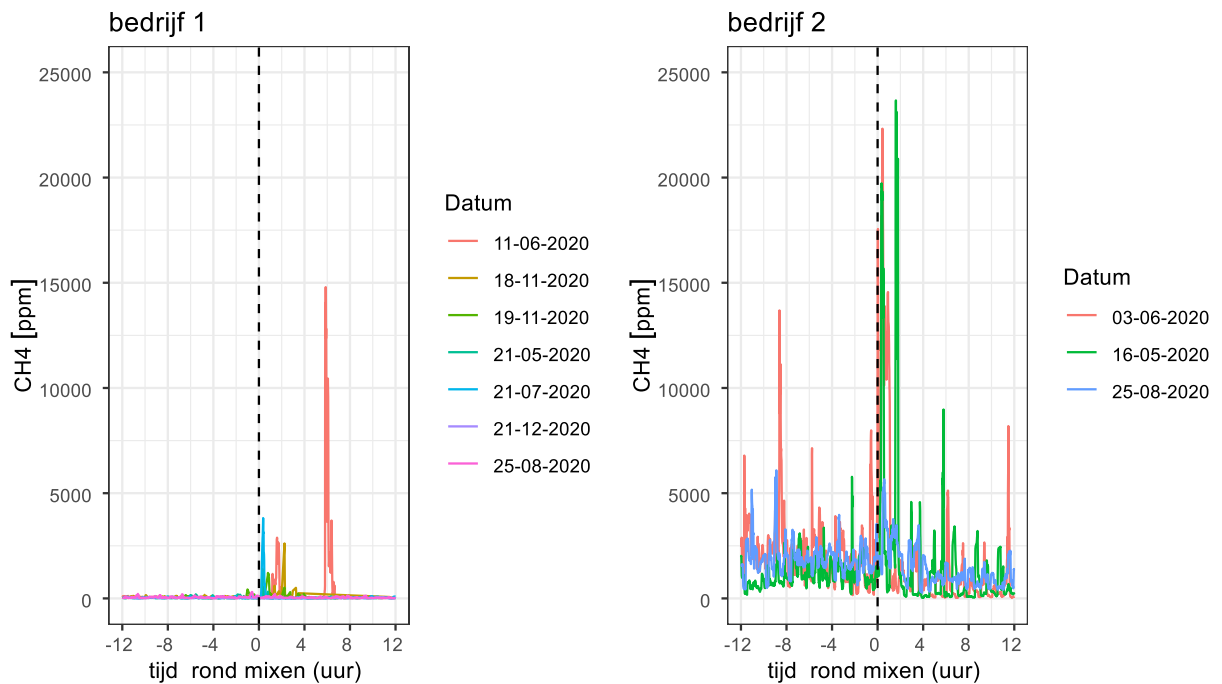 bedrijf 1
CH4 [ppm]
25000
20000
15000
10000
5000
0
-12 -8 -4 0 4 8 12
tijd rond mixen (uur)
Datum
11-06-2020
18-11-2020
19-11-2020
21-05-2020
21-07-2020
21-12-2020
25-08-2020
bedrijf 2
CH4 [ppm]
25000
20000
15000
10000
5000
0
-12 -8 -4 0 4 8 12
tijd rond mixen (uur)
Datum
03-06-2020
16-05-2020
25-08-2020